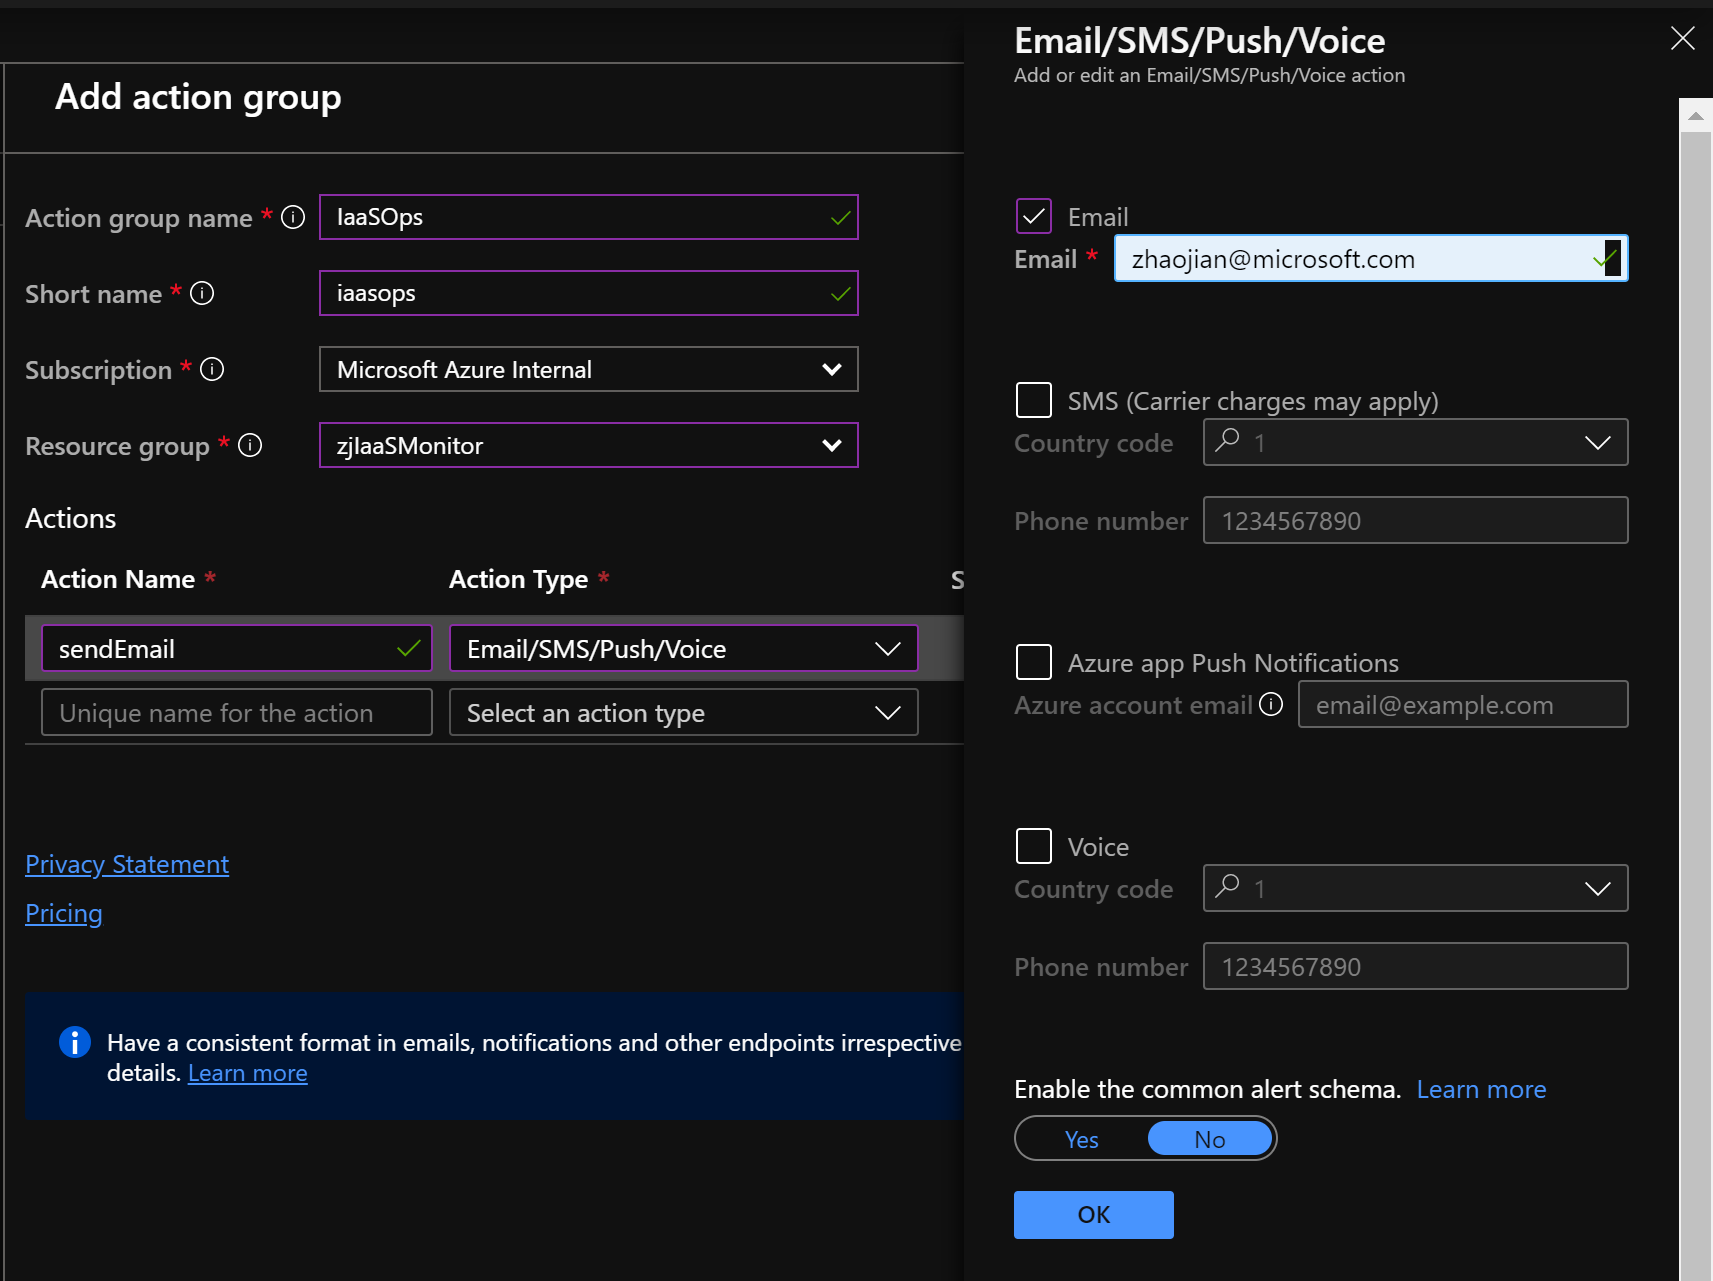 Add action group
Action group name *
IaaSOps
Short name *
iaasops
Subscription *
Microsoft Azure Internal
Resource group *
zjIaaSMonitor
Actions
Action Name * Action Type * S
sendEmail Email/SMS/Push/Voice
Unique name for the action Select an action type
Privacy Statement
Pricing
Have a consistent format in emails, notifications and other endpoints irrespective
details. Learn more
Email/SMS/Push/Voice
Add or edit an Email/SMS/Push/Voice action
Email
Email * zhaojian@microsoft.com
SMS (Carrier charges may apply)
Country code 1
Phone number 1234567890
Azure app Push Notifications
Azure account email email@example.com
Voice
Country code 1
Phone number 1234567890
Enable the common alert schema. Learn more
Yes No
OK